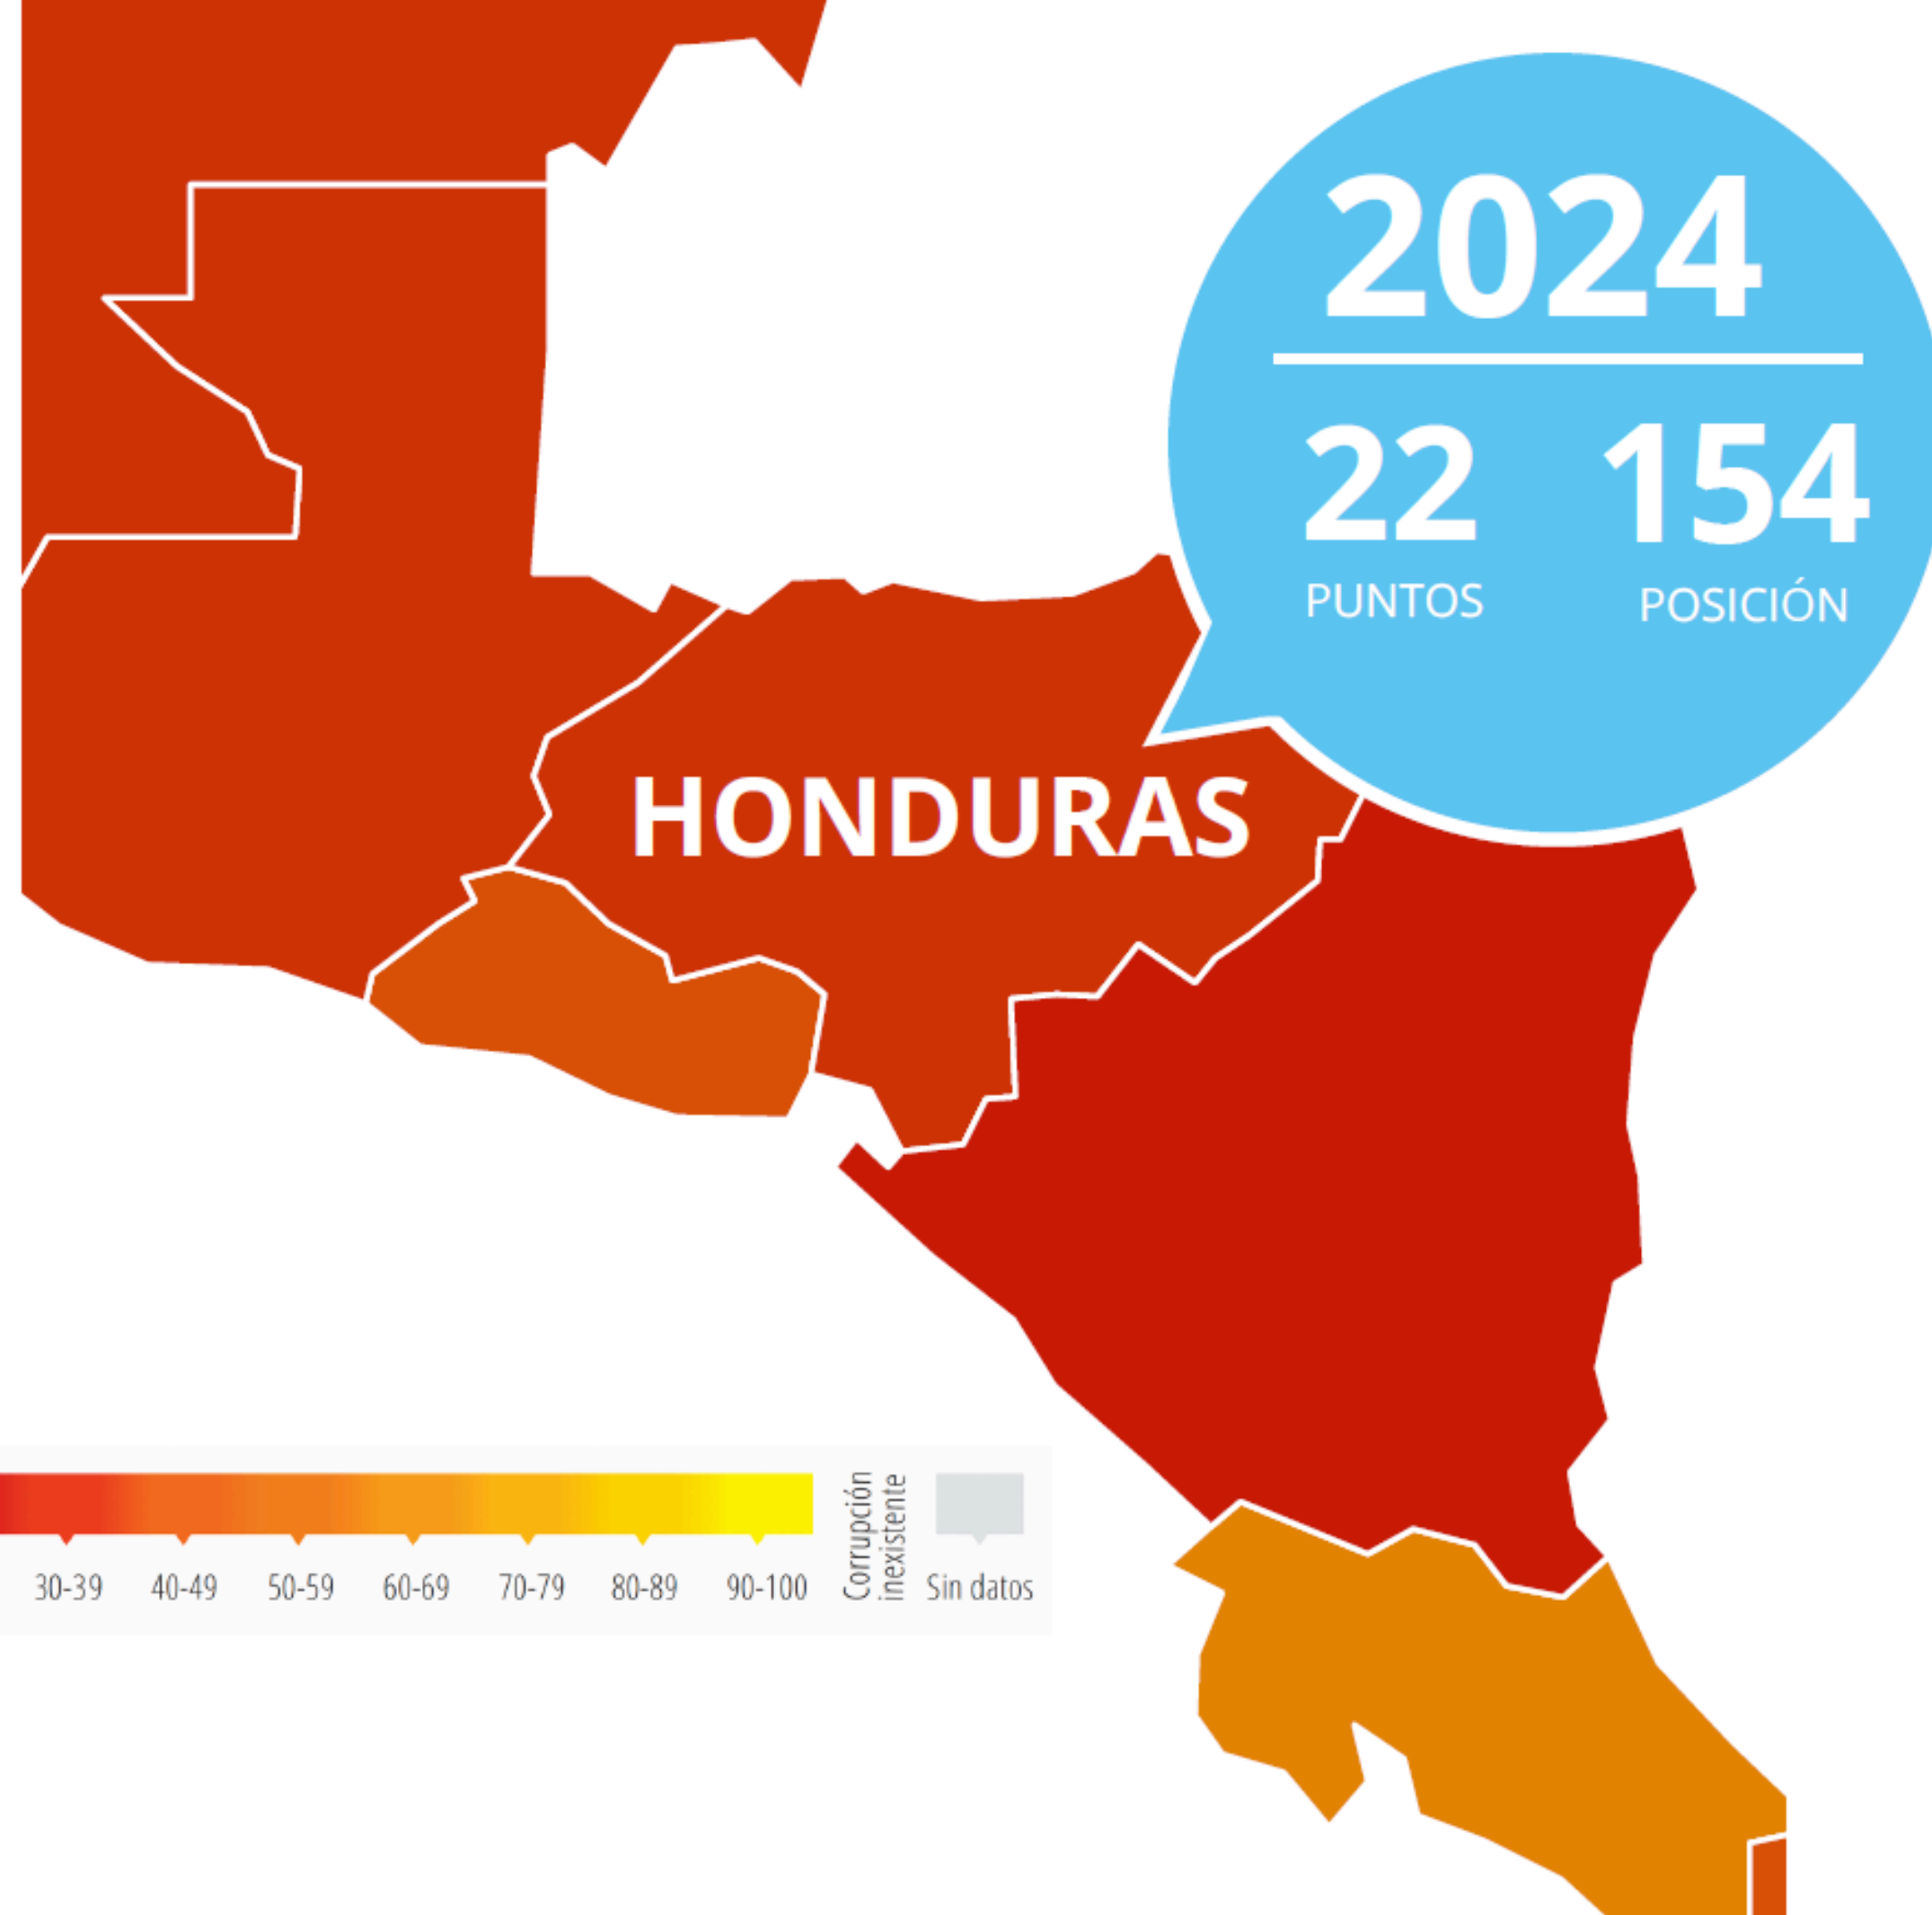 2024
22 154
PUNTOS POSICIÓN
HONDURAS
Corrupción
inexistente
30-39 40-49 50-59 60-69 70-79 80-89 90-100 Sin datos